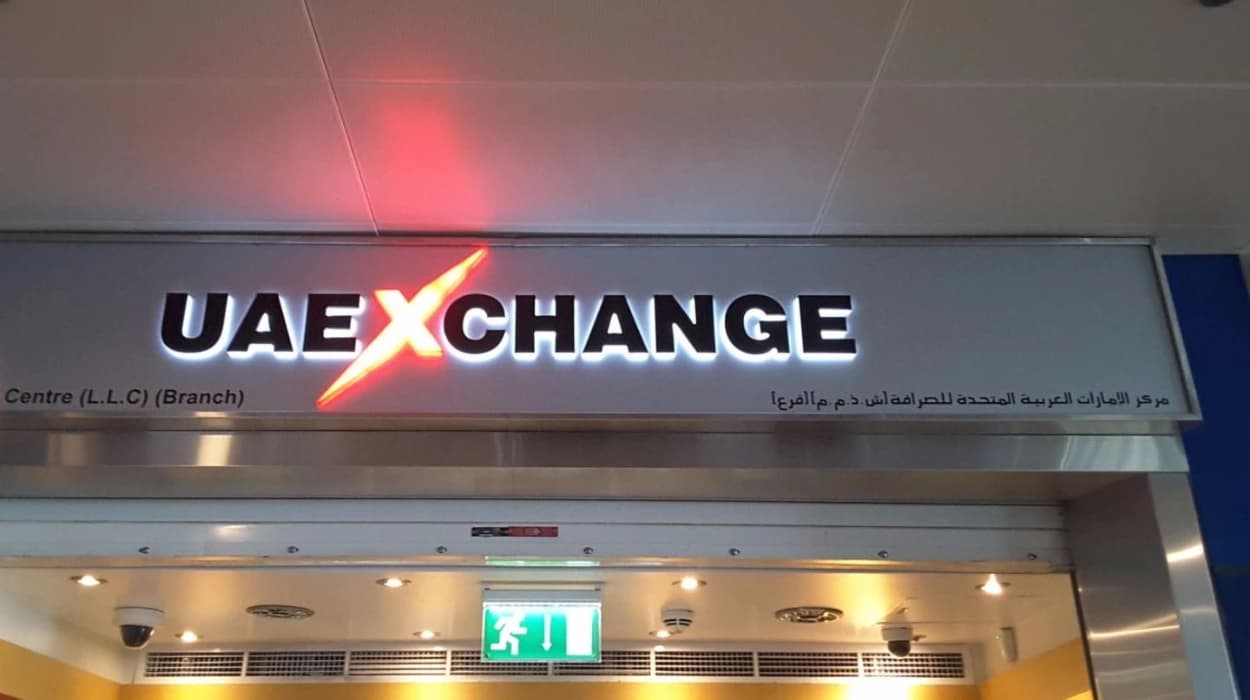 UAEXCHANGE
Centre (L.L.C) (Branch)
مركز الامارات العربية المتحدة للصرافة [ش.ذ.م.م] [فرع]